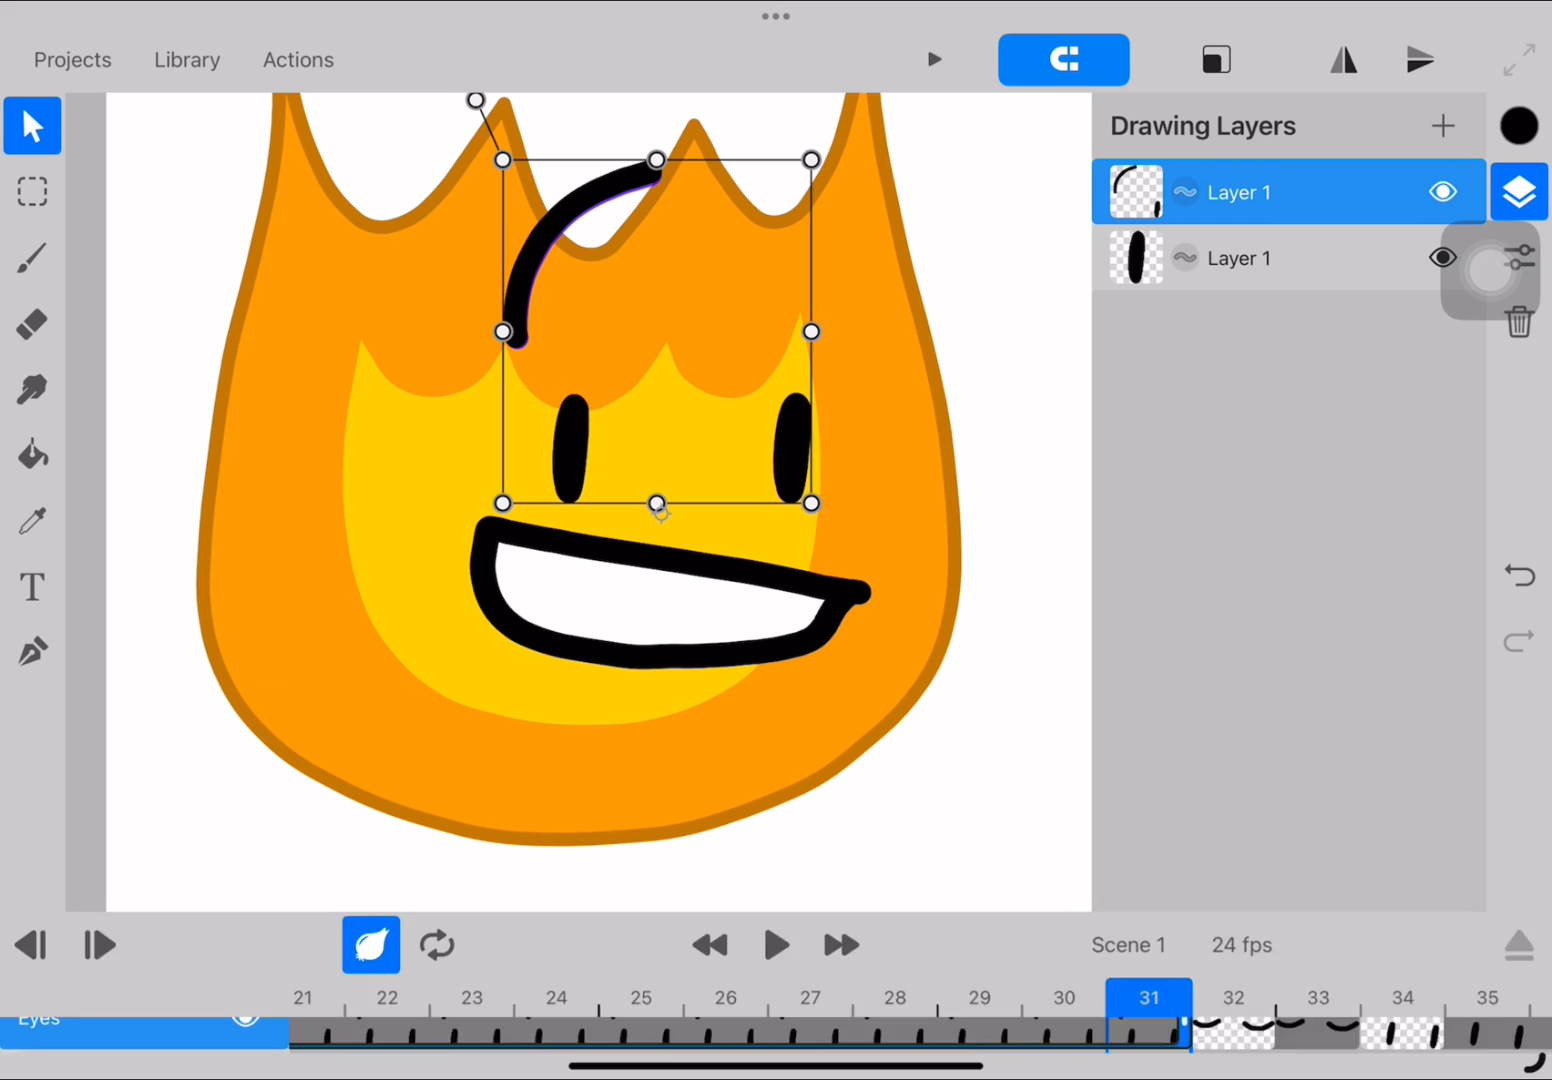 Projects Library Actions
Drawing Layers
Layer 1
Layer 1
T
Scene 1 24 fps
21 22 23 24 25 26 27 28 29 30 31 32 33 34 35
Eyes